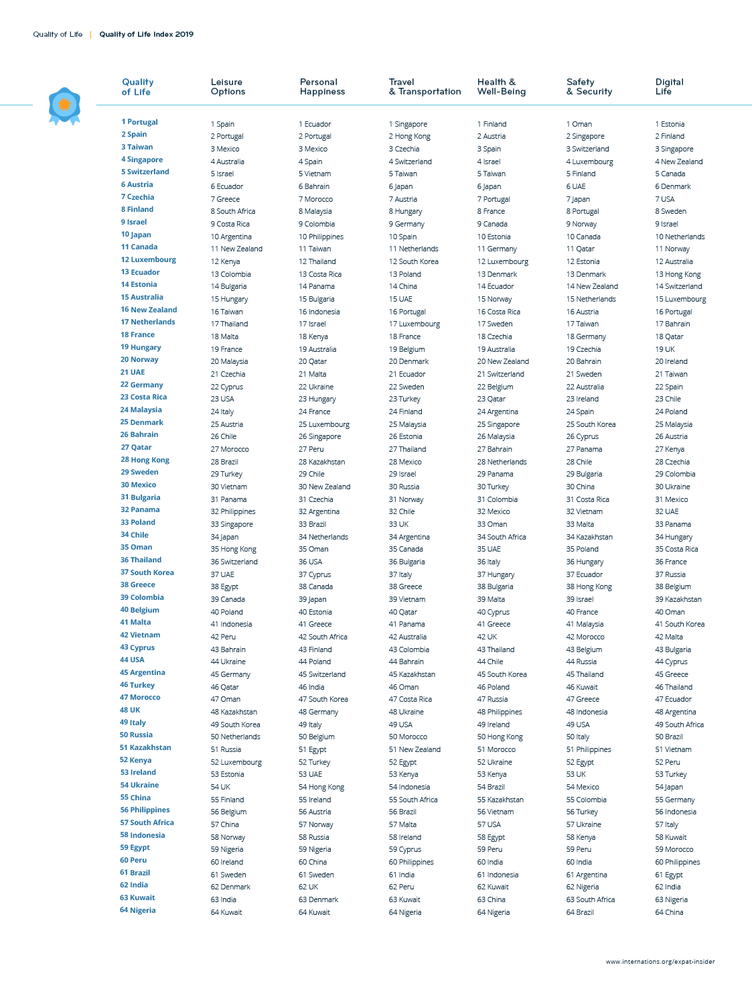 Quality of Life | Quality of Life Index 2019
Quality of Life
Leisure Options
Personal Happiness
Travel & Transportation
Health & Well-Being
Safety & Security
Digital Life
1 Portugal 1 Spain 1 Ecuador 1 Singapore 1 Finland 1 Oman 1 Estonia
2 Spain 2 Portugal 2 Portugal 2 Hong Kong 2 Austria 2 Singapore 2 Finland
3 Taiwan 3 Mexico 3 Mexico 3 Czechia 3 Spain 3 Switzerland 3 Singapore
4 Singapore 4 Australia 4 Spain 4 Switzerland 4 Israel 4 Luxembourg 4 New Zealand
5 Switzerland 5 Israel 5 Vietnam 5 Taiwan 5 Taiwan 5 Finland 5 Canada
6 Austria 6 Ecuador 6 Bahrain 6 Japan 6 Japan 6 UAE 6 Denmark
7 Czechia 7 Greece 7 Morocco 7 Austria 7 Portugal 7 Japan 7 USA
8 Finland 8 South Africa 8 Malaysia 8 Hungary 8 France 8 Portugal 8 Sweden
9 Israel 9 Costa Rica 9 Colombia 9 Germany 9 Canada 9 Norway 9 Israel
10 Japan 10 Argentina 10 Philippines 10 Spain 10 Estonia 10 Canada 10 Netherlands
11 Canada 11 New Zealand 11 Taiwan 11 Netherlands 11 Germany 11 Qatar 11 Norway
12 Luxembourg 12 Kenya 12 Thailand 12 South Korea 12 Luxembourg 12 Estonia 12 Australia
13 Ecuador 13 Colombia 13 Costa Rica 13 Poland 13 Denmark 13 Denmark 13 Hong Kong
14 Estonia 14 Bulgaria 14 Panama 14 China 14 Ecuador 14 New Zealand 14 Switzerland
15 Australia 15 Hungary 15 Bulgaria 15 UAE 15 Norway 15 Netherlands 15 Luxembourg
16 New Zealand 16 Taiwan 16 Indonesia 16 Portugal 16 Costa Rica 16 Austria 16 Portugal
17 Netherlands 17 Thailand 17 Israel 17 Luxembourg 17 Sweden 17 Taiwan 17 Bahrain
18 France 18 Malta 18 Kenya 18 France 18 Czechia 18 Germany 18 Qatar
19 Hungary 19 France 19 Australia 19 Belgium 19 Australia 19 Czechia 19 UK
20 Norway 20 Malaysia 20 Qatar 20 Denmark 20 New Zealand 20 Bahrain 20 Ireland
21 UAE 21 Czechia 21 Malta 21 Ecuador 21 Switzerland 21 Sweden 21 Taiwan
22 Germany 22 Cyprus 22 Ukraine 22 Sweden 22 Belgium 22 Australia 22 Spain
23 Costa Rica 23 USA 23 Hungary 23 Turkey 23 Qatar 23 Ireland 23 Chile
24 Malaysia 24 Italy 24 France 24 Finland 24 Argentina 24 Spain 24 Poland
25 Denmark 25 Austria 25 Luxembourg 25 Malaysia 25 Singapore 25 South Korea 25 Malaysia
26 Bahrain 26 Chile 26 Singapore 26 Estonia 26 Malaysia 26 Cyprus 26 Austria
27 Qatar 27 Morocco 27 Peru 27 Thailand 27 Bahrain 27 Panama 27 Kenya
28 Hong Kong 28 Brazil 28 Kazakhstan 28 Mexico 28 Netherlands 28 Chile 28 Czechia
29 Sweden 29 Turkey 29 Chile 29 Israel 29 Panama 29 Bulgaria 29 Colombia
30 Mexico 30 Vietnam 30 New Zealand 30 Russia 30 Turkey 30 China 30 Ukraine
31 Bulgaria 31 Panama 31 Czechia 31 Norway 31 Colombia 31 Costa Rica 31 Mexico
32 Panama 32 Philippines 32 Argentina 32 Chile 32 Mexico 32 Vietnam 32 UAE
33 Poland 33 Singapore 33 Brazil 33 UK 33 Oman 33 Malta 33 Panama
34 Chile 34 Japan 34 Netherlands 34 Argentina 34 South Africa 34 Kazakhstan 34 Hungary
35 Oman 35 Hong Kong 35 Oman 35 Canada 35 UAE 35 Poland 35 Costa Rica
36 Thailand 36 Switzerland 36 USA 36 Bulgaria 36 Italy 36 Hungary 36 France
37 South Korea 37 UAE 37 Cyprus 37 Italy 37 Hungary 37 Ecuador 37 Russia
38 Greece 38 Egypt 38 Canada 38 Greece 38 Bulgaria 38 Hong Kong 38 Belgium
39 Colombia 39 Canada 39 Japan 39 Vietnam 39 Malta 39 Israel 39 Kazakhstan
40 Belgium 40 Poland 40 Estonia 40 Qatar 40 Cyprus 40 France 40 Oman
41 Malta 41 Indonesia 41 Greece 41 Panama 41 Greece 41 Malaysia 41 South Korea
42 Vietnam 42 Peru 42 South Africa 42 Australia 42 UK 42 Morocco 42 Malta
43 Cyprus 43 Bahrain 43 Finland 43 Colombia 43 Thailand 43 Belgium 43 Bulgaria
44 USA 44 Ukraine 44 Poland 44 Bahrain 44 Chile 44 Russia 44 Cyprus
45 Argentina 45 Germany 45 Switzerland 45 Kazakhstan 45 South Korea 45 Thailand 45 Greece
46 Turkey 46 Qatar 46 India 46 Oman 46 Poland 46 Kuwait 46 Thailand
47 Morocco 47 Oman 47 South Korea 47 Costa Rica 47 Russia 47 Greece 47 Ecuador
48 UK 48 Kazakhstan 48 Germany 48 Ukraine 48 Philippines 48 Indonesia 48 Argentina
49 Italy 49 South Korea 49 Italy 49 USA 49 Ireland 49 USA 49 South Africa
50 Russia 50 Netherlands 50 Belgium 50 Morocco 50 Hong Kong 50 Italy 50 Brazil
51 Kazakhstan 51 Russia 51 Egypt 51 New Zealand 51 Morocco 51 Philippines 51 Vietnam
52 Kenya 52 Luxembourg 52 Turkey 52 Egypt 52 Ukraine 52 Egypt 52 Peru
53 Ireland 53 Estonia 53 UAE 53 Kenya 53 Kenya 53 UK 53 Turkey
54 Ukraine 54 UK 54 Hong Kong 54 Indonesia 54 Brazil 54 Mexico 54 Japan
55 China 55 Finland 55 Ireland 55 South Africa 55 Kazakhstan 55 Colombia 55 Germany
56 Philippines 56 Belgium 56 Austria 56 Brazil 56 Vietnam 56 Turkey 56 Indonesia
57 South Africa 57 China 57 Norway 57 Malta 57 USA 57 Ukraine 57 Italy
58 Indonesia 58 Norway 58 Russia 58 Ireland 58 Egypt 58 Kenya 58 Kuwait
59 Egypt 59 Nigeria 59 Nigeria 59 Cyprus 59 Peru 59 Peru 59 Morocco
60 Peru 60 Ireland 60 China 60 Philippines 60 India 60 India 60 Philippines
61 Brazil 61 Sweden 61 Sweden 61 India 61 Indonesia 61 Argentina 61 Egypt
62 India 62 Denmark 62 UK 62 Peru 62 Kuwait 62 Nigeria 62 India
63 Kuwait 63 India 63 Denmark 63 Kuwait 63 China 63 South Africa 63 Nigeria
64 Nigeria 64 Kuwait 64 Kuwait 64 Nigeria 64 Nigeria 64 Brazil 64 China
www.internations.org/expat-insider